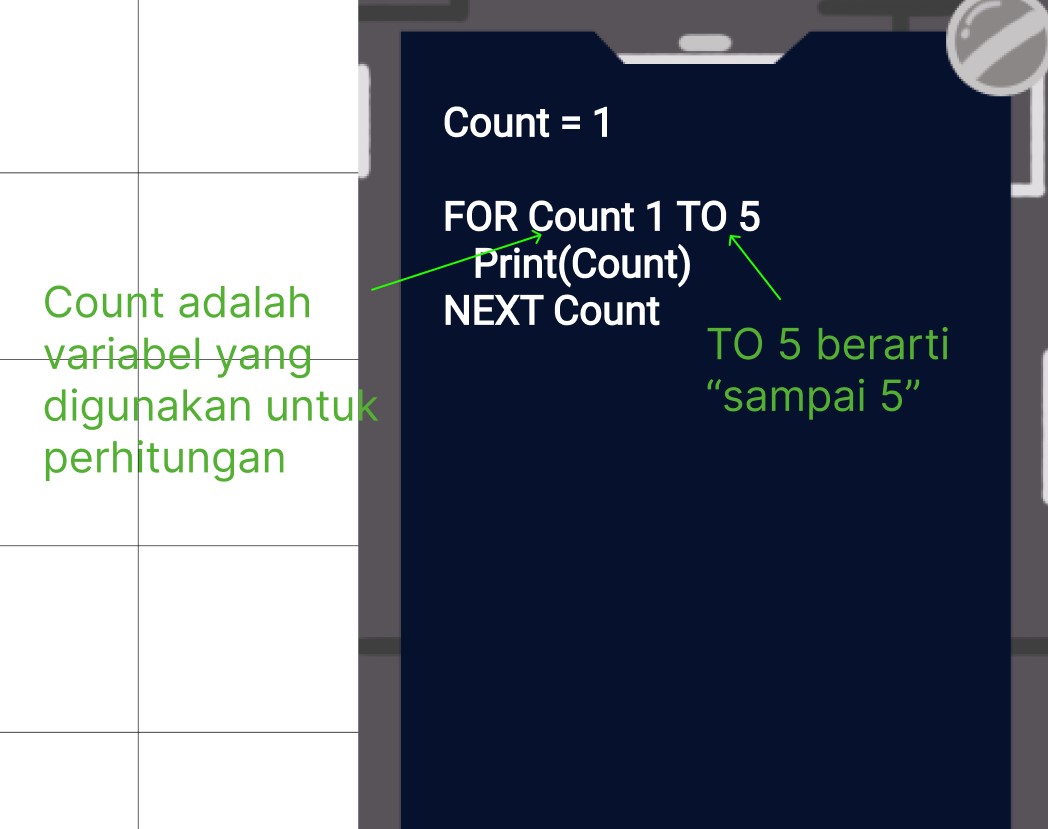 Count = 1
FOR Count 1 TO 5
Print(Count)
NEXT Count
Count adalah
variabel yang
digunakan untuk
perhitungan
TO 5 berarti
“sampai 5”